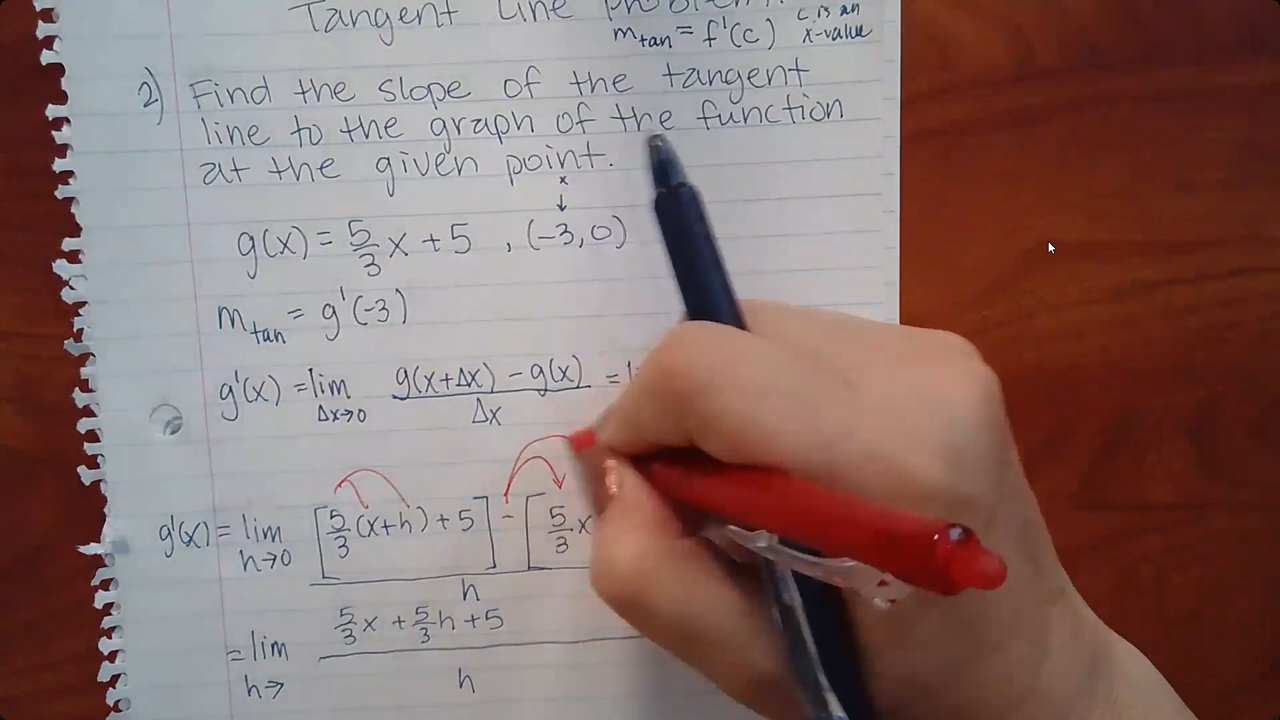 Tangent Line
m tan = f'(c) c is an x-value
2) Find the slope of the tangent
line to the graph of the function
at the given point.
x
↓
g(x) = 5/3 x + 5 , (-3, 0)
m tan = g'(-3)
g'(x) = lim Δx→0 g(x+Δx) - g(x) / Δx =
g'(x) = lim h→0 [5/3 (x+h) + 5] - [5/3 x / h
= lim h→ 5/3 x + 5/3 h + 5 / h